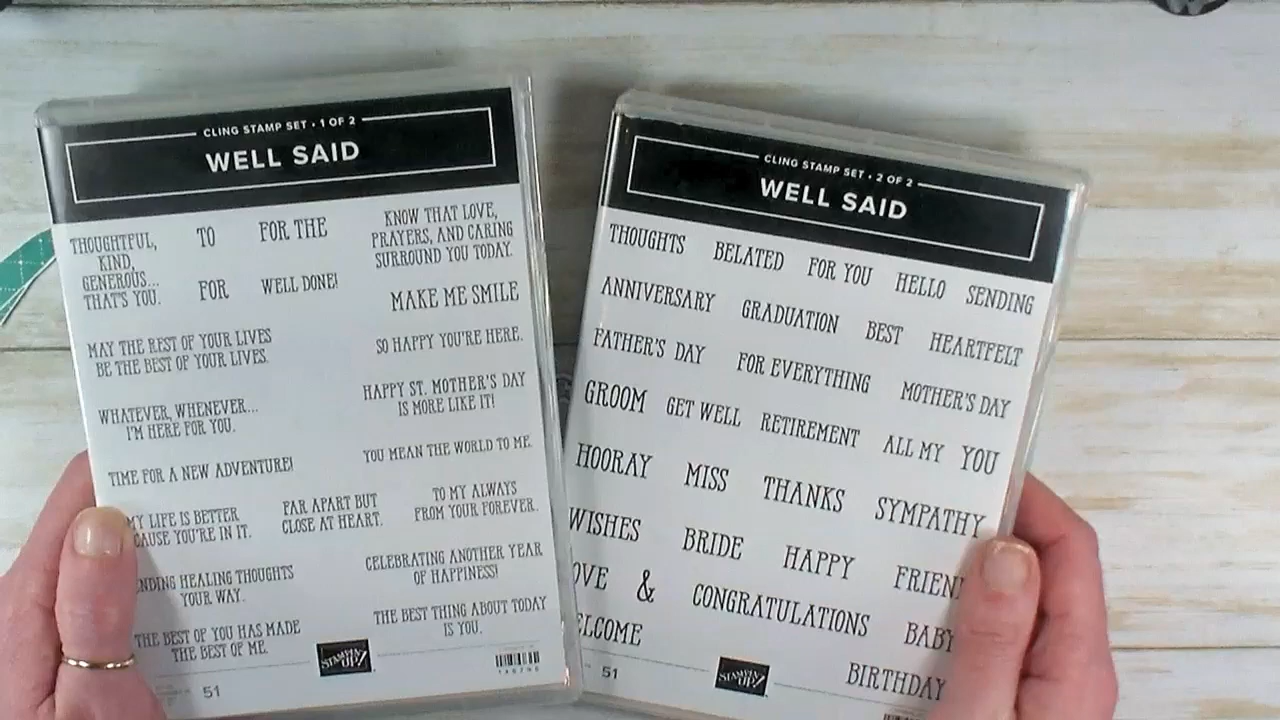 CLING STAMP SET • 1 OF 2
WELL SAID
THOUGHTFUL,
KIND,
GENEROUS...
THAT'S YOU.
TO
FOR THE
FOR
WELL DONE!
KNOW THAT LOVE,
PRAYERS, AND CARING
SURROUND YOU TODAY.
MAKE ME SMILE
MAY THE REST OF YOUR LIVES
BE THE BEST OF YOUR LIVES.
SO HAPPY YOU'RE HERE.
WHATEVER, WHENEVER...
I'M HERE FOR YOU.
HAPPY ST. MOTHER'S DAY
IS MORE LIKE IT!
TIME FOR A NEW ADVENTURE!
YOU MEAN THE WORLD TO ME.
MY LIFE IS BETTER
CAUSE YOU'RE IN IT.
FAR APART BUT
CLOSE AT HEART.
TO MY ALWAYS
FROM YOUR FOREVER.
NDING HEALING THOUGHTS
YOUR WAY.
CELEBRATING ANOTHER YEAR
OF HAPPINESS!
THE BEST OF YOU HAS MADE
THE BEST OF ME.
THE BEST THING ABOUT TODAY
IS YOU.
STAMPIN' UP!
51
CLING STAMP SET • 2 OF 2
WELL SAID
THOUGHTS BELATED FOR YOU HELLO SENDING
ANNIVERSARY GRADUATION BEST HEARTFELT
FATHER'S DAY FOR EVERYTHING MOTHER'S DAY
GROOM GET WELL RETIREMENT ALL MY YOU
HOORAY MISS THANKS SYMPATHY
WISHES BRIDE HAPPY FRIEN
OVE & CONGRATULATIONS BABY
ELCOME
BIRTHDAY
STAMPIN' UP!
51